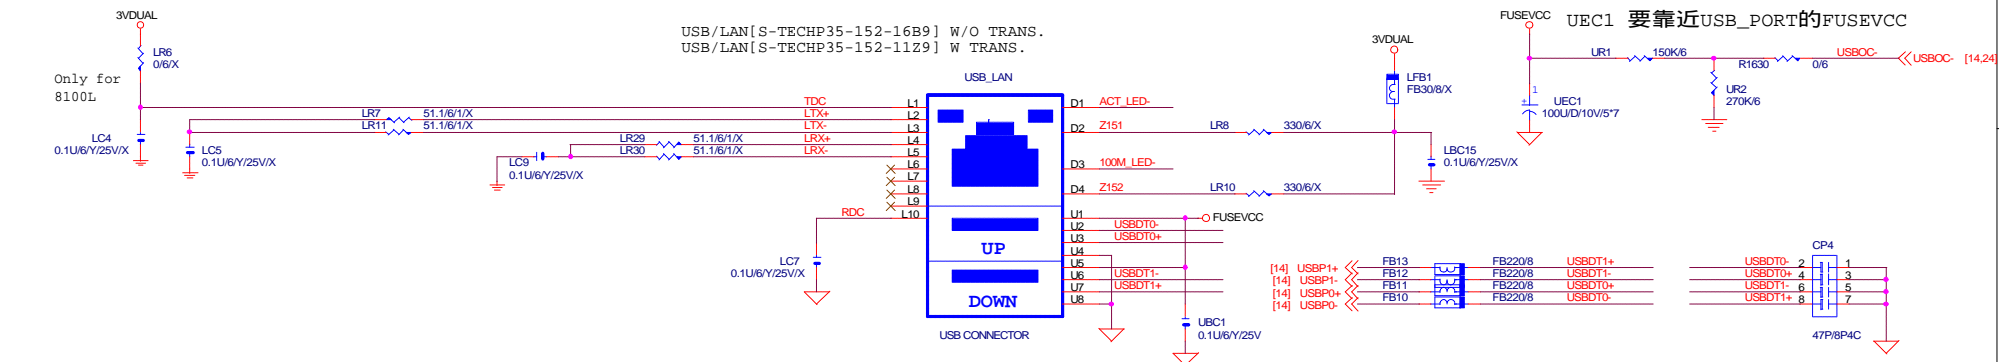 3VDUAL
LR6
0/6/X
Only for
8100L
LC4
0.1U/6/Y/25V/X
LC5
0.1U/6/Y/25V/X
LR7 51.1/6/1/X
LR11 51.1/6/1/X
LR29 51.1/6/1/X
LR30 51.1/6/1/X
LC9
0.1U/6/Y/25V/X
RDC
LC7
0.1U/6/Y/25V/X
USB/LAN[S-TECHP35-152-16B9] W/O TRANS.
USB/LAN[S-TECHP35-152-11Z9] W TRANS.
USB_LAN
TDC L1
LTX+ L2
LTX- L3
LRX+ L4
LRX- L5
L6
L7
L8
L9
L10
UP
DOWN
USB CONNECTOR
D1 ACT_LED-
D2 Z151
D3 100M_LED-
D4 Z152
U1
U2 USBDT0-
U3 USBDT0+
U4
U5
U6 USBDT1-
U7 USBDT1+
U8
LR8 330/6/X
LR10 330/6/X
FUSEVCC
UBC1
0.1U/6/Y/25V
3VDUAL
LFB1
FB30/8/X
LBC15
0.1U/6/Y/25V/X
FUSEVCC
UEC1 要靠近USB_PORT的FUSEVCC
UR1 150K/6
R1630 0/6
USBOC-
USBOC- [14,24]
UR2
270K/6
1
+
UEC1
100U/D/10V/5*7
[14] USBP1+ FB13 FB220/8 USBDT1+
[14] USBP1- FB12 FB220/8 USBDT1-
[14] USBP0+ FB11 FB220/8 USBDT0+
[14] USBP0- FB10 FB220/8 USBDT0-
CP4
USBDT0- 2 1
USBDT0+ 4 3
USBDT1- 6 5
USBDT1+ 8 7
47P/8P4C